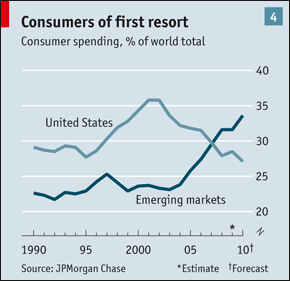 4
Consumers of first resort
Consumer spending, % of world total
40
35
30
25
20
United States
Emerging markets
*
1990 95 2000 05 10†
Source: JPMorgan Chase *Estimate †Forecast